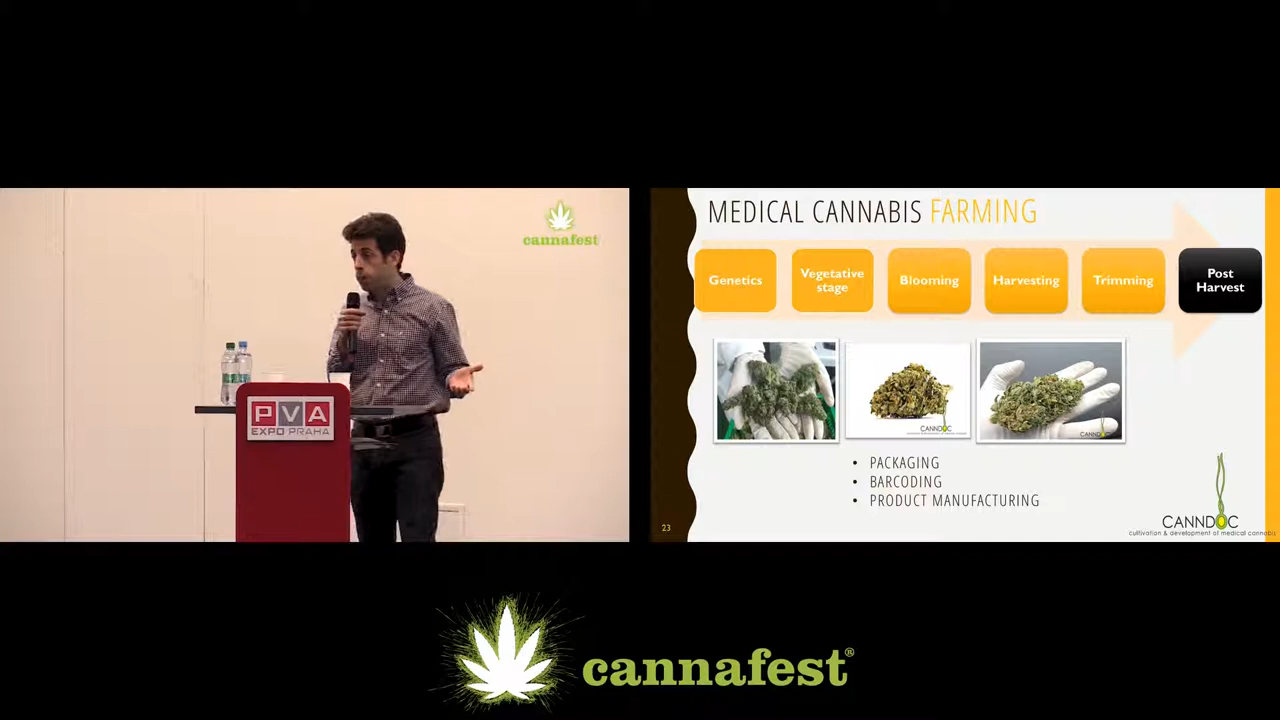 cannafest
PVA
EXPO PRAHA
MEDICAL CANNABIS FARMING
Genetics
Vegetative
stage
Blooming
Harvesting
Trimming
Post
Harvest
CANNDOC
CANNDOC
• PACKAGING
• BARCODING
• PRODUCT MANUFACTURING
23
CANNDOC
cultivation & development of medical cannabis
cannafest®